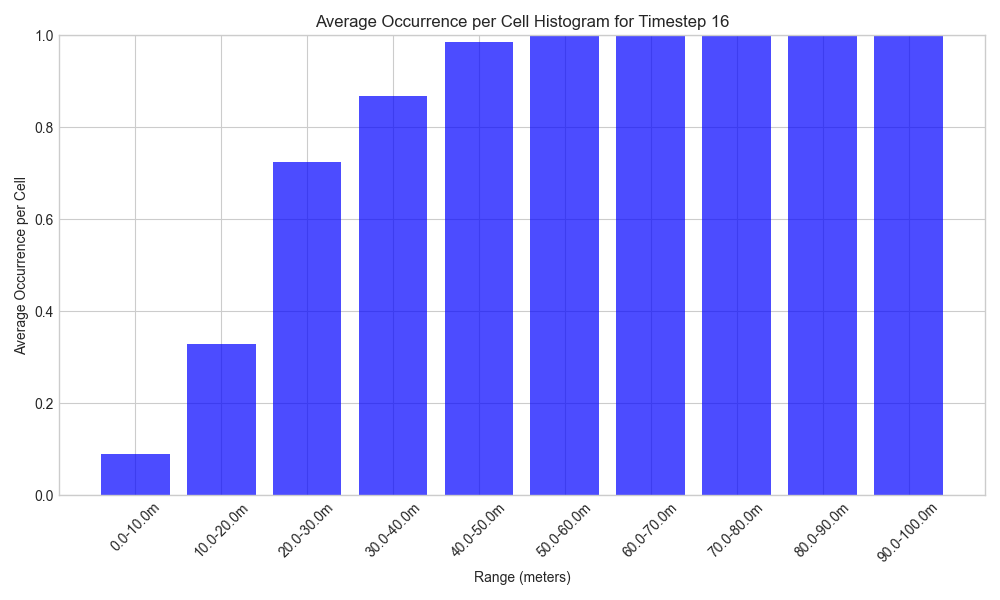 Average Occurrence per Cell Histogram for Timestep 16
1.0
0.8
0.6
0.4
0.2
0.0
Average Occurrence per Cell
0.0-10.0m
10.0-20.0m
20.0-30.0m
30.0-40.0m
40.0-50.0m
50.0-60.0m
60.0-70.0m
70.0-80.0m
80.0-90.0m
90.0-100.0m
Range (meters)